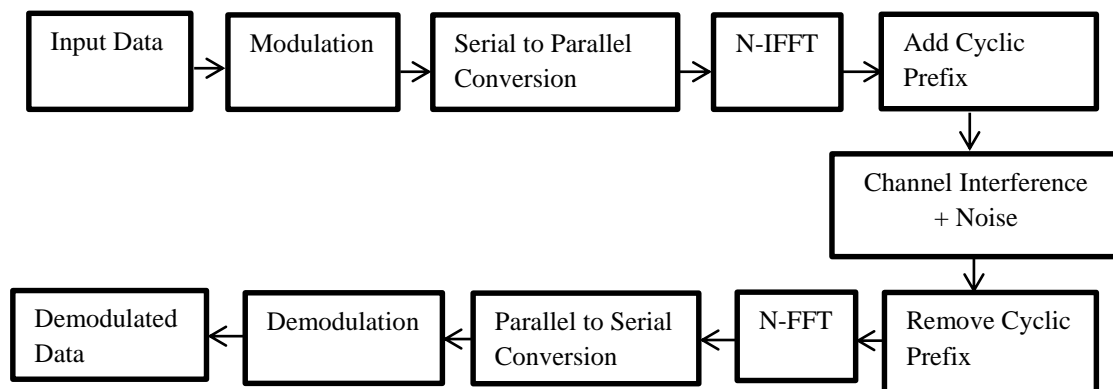 Input Data
Modulation
Serial to Parallel
Conversion
N-IFFT
Add Cyclic
Prefix
Channel Interference
+ Noise
Remove Cyclic
Prefix
N-FFT
Parallel to Serial
Conversion
Demodulation
Demodulated
Data